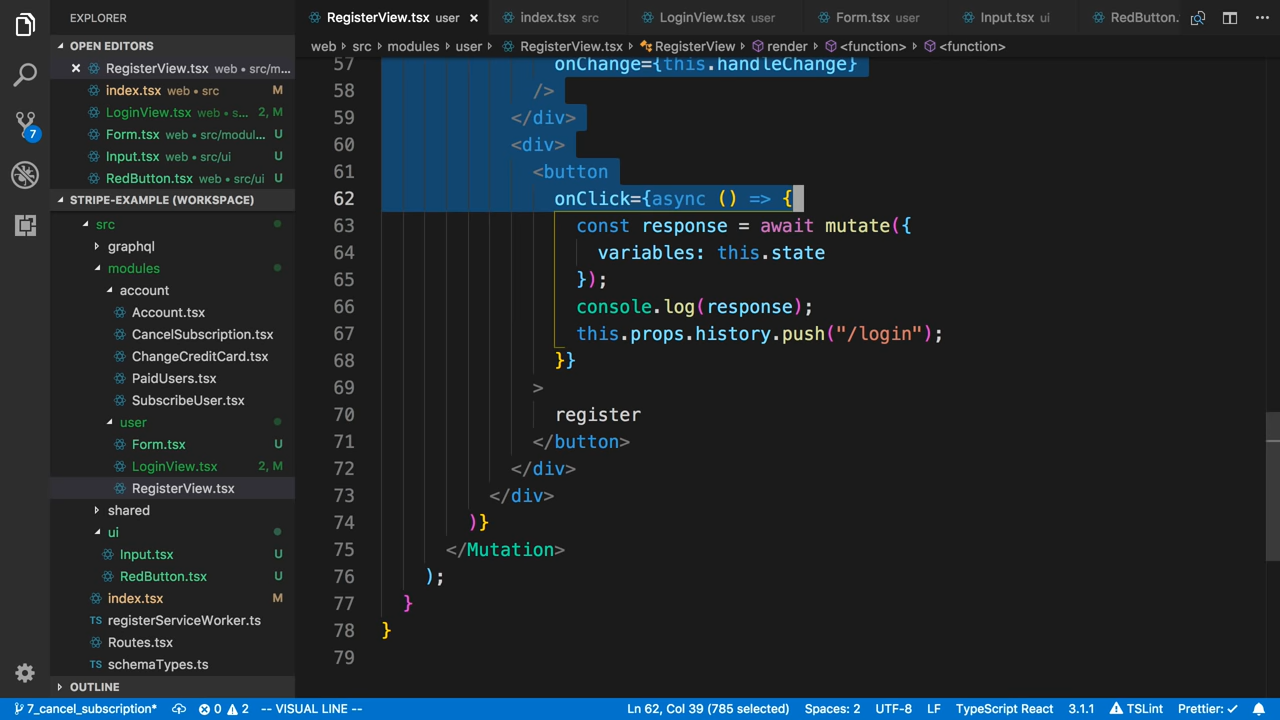 EXPLORER
OPEN EDITORS
RegisterView.tsx web • src/m...
index.tsx web • src M
LoginView.tsx web • s... 2, M
Form.tsx web • src/modul... U
Input.tsx web • src/ui U
RedButton.tsx web • src/ui U
STRIPE-EXAMPLE (WORKSPACE)
src
graphql
modules
account
Account.tsx
CancelSubscription.tsx
ChangeCreditCard.tsx
PaidUsers.tsx
SubscribeUser.tsx
user
Form.tsx U
LoginView.tsx 2, M
RegisterView.tsx
shared
ui
Input.tsx U
RedButton.tsx U
index.tsx M
TS registerServiceWorker.ts
Routes.tsx
TS schemaTypes.ts
OUTLINE
7
RegisterView.tsx user × index.tsx src LoginView.tsx user Form.tsx user Input.tsx ui RedButton.
web src modules user RegisterView.tsx RegisterView render <function> <function>
57 onChange={this.handleChange}
58 />
59 </div>
60 <div>
61 <button
62 onClick={async () => {
63 const response = await mutate({
64 variables: this.state
65 });
66 console.log(response);
67 this.props.history.push("/login");
68 }}
69 >
70 register
71 </button>
72 </div>
73 </div>
74 )}
75 </Mutation>
76 );
77 }
78 }
79
7_cancel_subscription* 0 2 -- VISUAL LINE -- Ln 62, Col 39 (785 selected) Spaces: 2 UTF-8 LF TypeScript React 3.1.1 TSLint Prettier: ✓